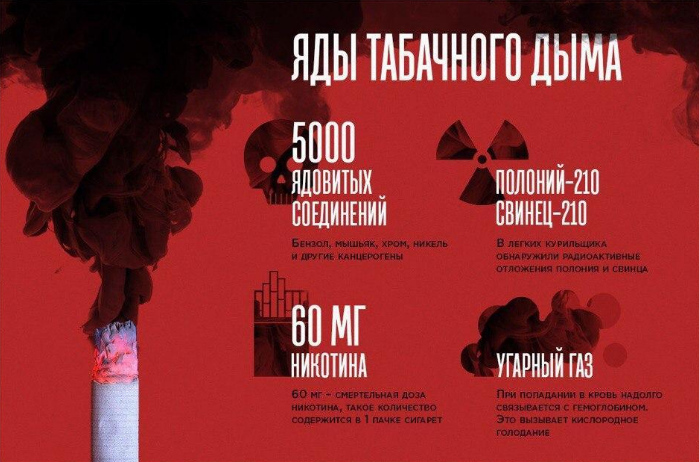 ЯДЫ ТАБАЧНОГО ДЫМА
5000
ЯДОВИТЫХ
СОЕДИНЕНИЙ
Бензол, мышьяк, хром, никель
и другие канцерогены
ПОЛОНИЙ-210
СВИНЕЦ-210
В легких курильщика
обнаружили радиоактивные
отложения полония и свинца
60 МГ
НИКОТИНА
60 мг – смертельная доза
никотина, такое количество
содержится в 1 пачке сигарет
УГАРНЫЙ ГАЗ
При попадании в кровь надолго
связывается с гемоглобином.
Это вызывает кислородное
голодание